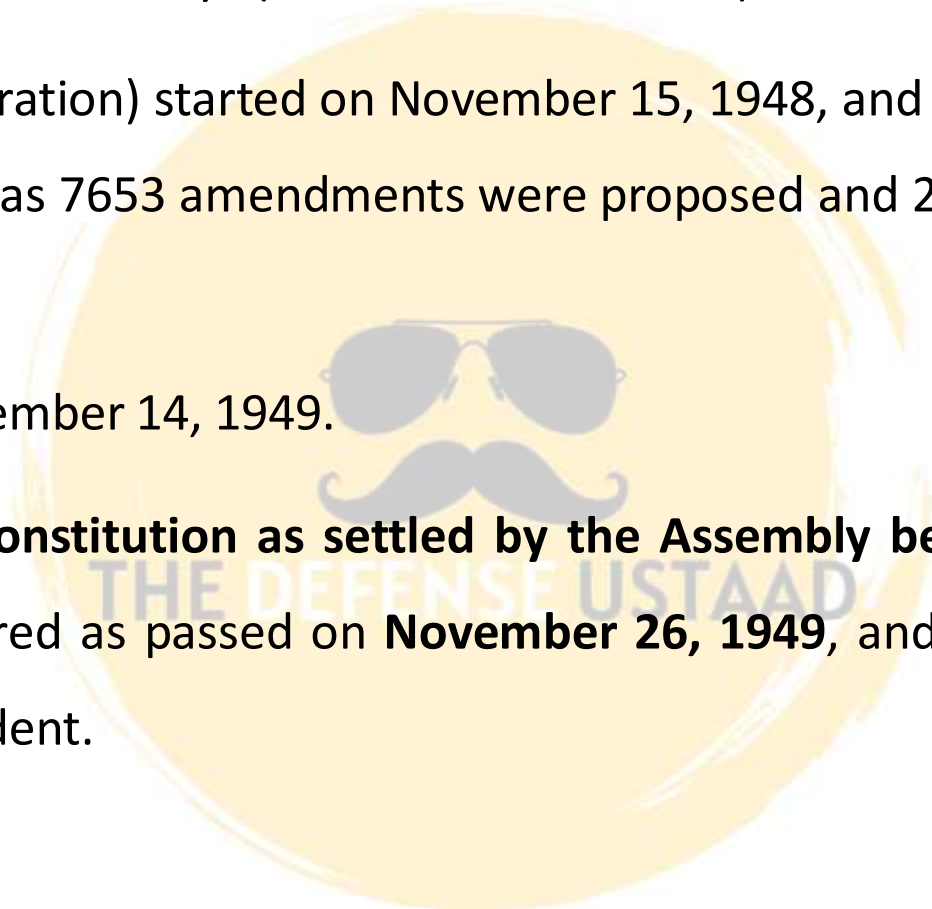 ration) started on November 15, 1948, and
as 7653 amendments were proposed and 2
ember 14, 1949.
onstitution as settled by the Assembly be
THE DEFENSE USTAAD
red as passed on November 26, 1949, and
dent.